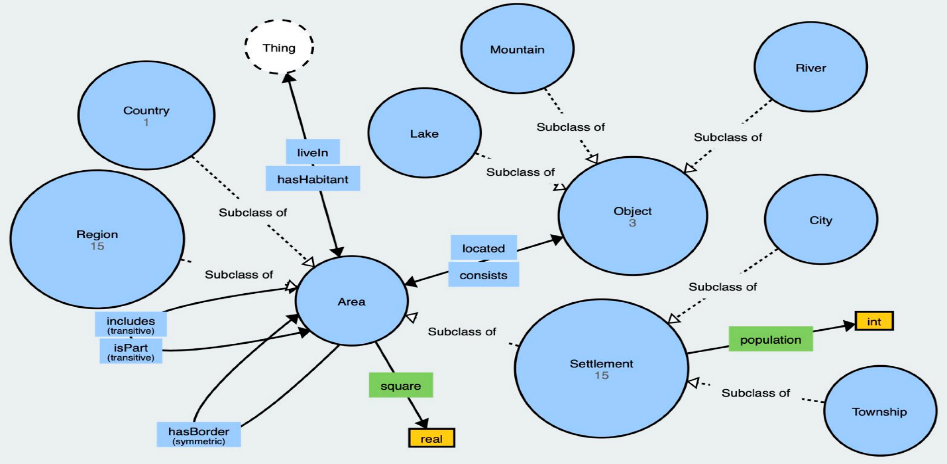 Thing
Mountain
River
Country
1
Lake
Subclass of
Subclass of
liveIn
hasHabitant
Subclass of
Subclass of
Object
3
City
Region
15
located
consists
Subclass of
Subclass of
Area
includes
(transitive)
isPart
(transitive)
Subclass of
int
population
Settlement
15
square
Subclass of
Township
hasBorder
(symmetric)
real